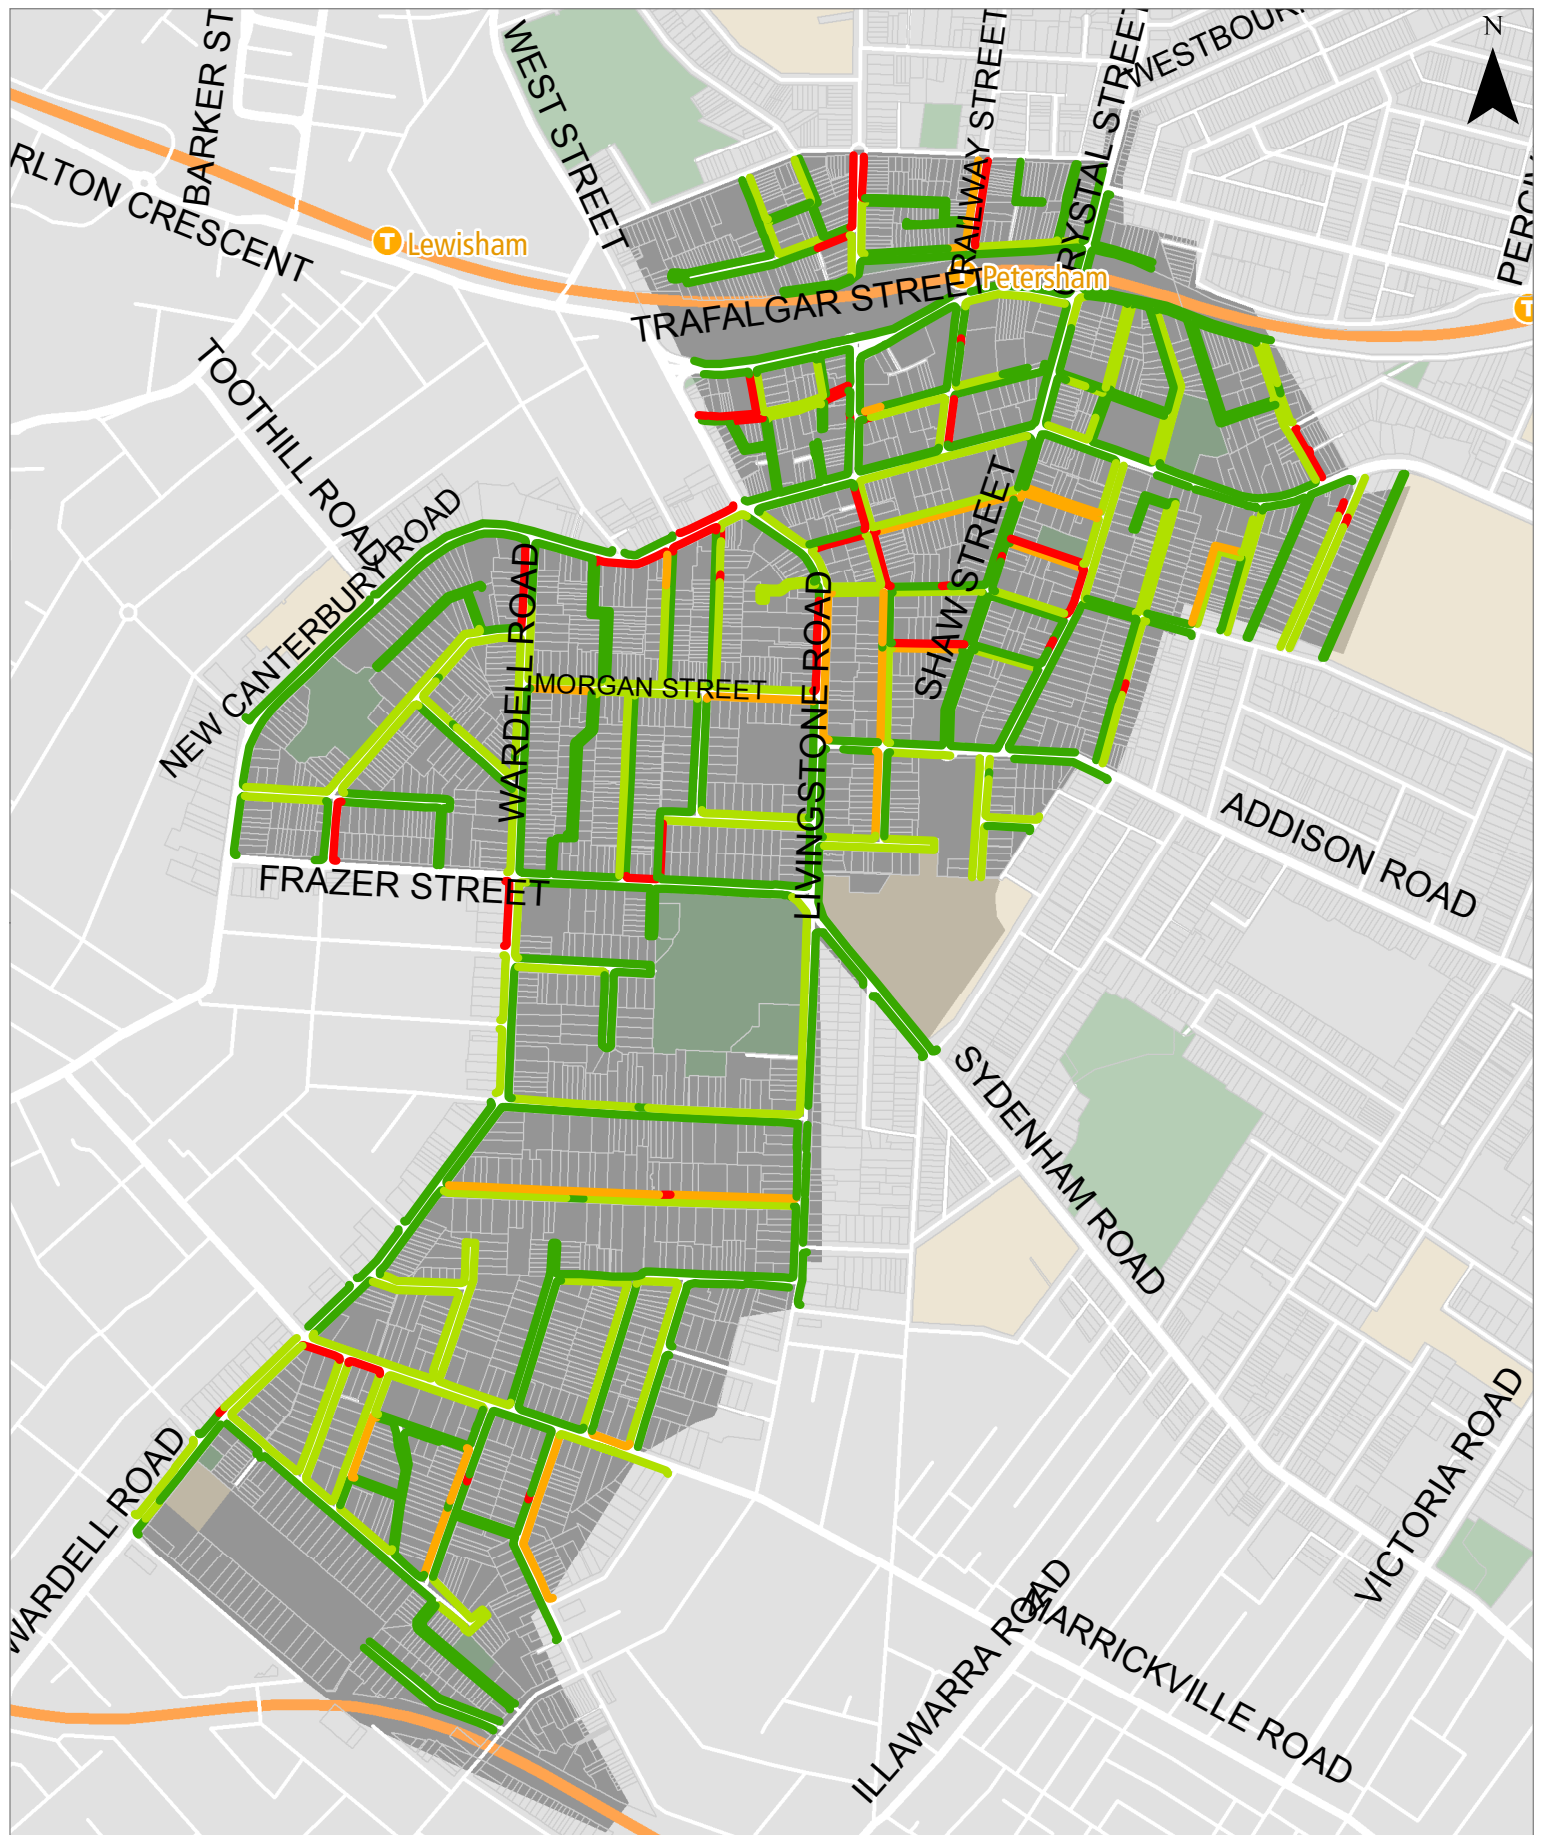 BARKER ST
WEST STREET
RAILWAY STREET
CRYSTAL STREET
WESTBOUR
N
RLTON CRESCENT
T Lewisham
PERCIV
T Petersham
T
TRAFALGAR STREET
TOOTHILL ROAD
NEW CANTERBURY ROAD
WARDELL ROAD
SHAW STREET
MORGAN STREET
LIVINGSTONE ROAD
ADDISON ROAD
FRAZER STREET
SYDENHAM ROAD
VICTORIA ROAD
WARDELL ROAD
ILLAWARRA ROAD
MARRICKVILLE ROAD